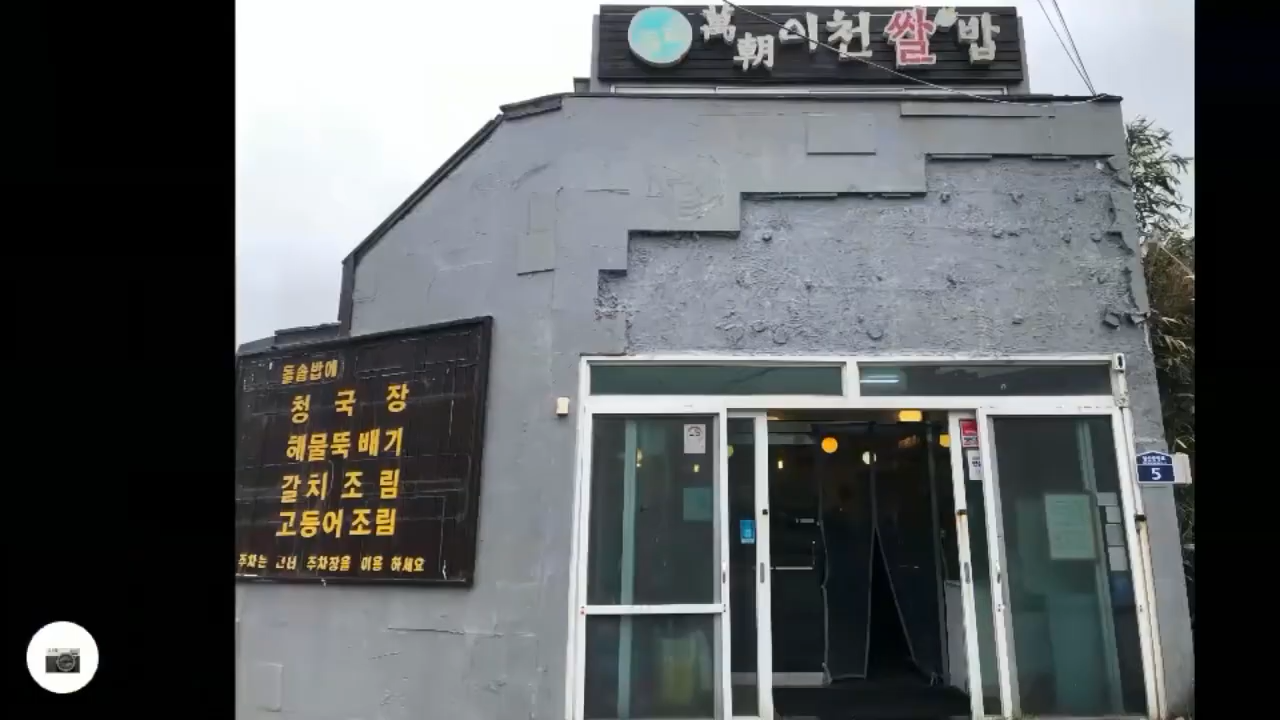 萬朝이천쌀밥
돌솥밥에
청국장
해물뚝배기
갈치조림
고등어조림
주차는 건너 주차장을 이용 하세요
5